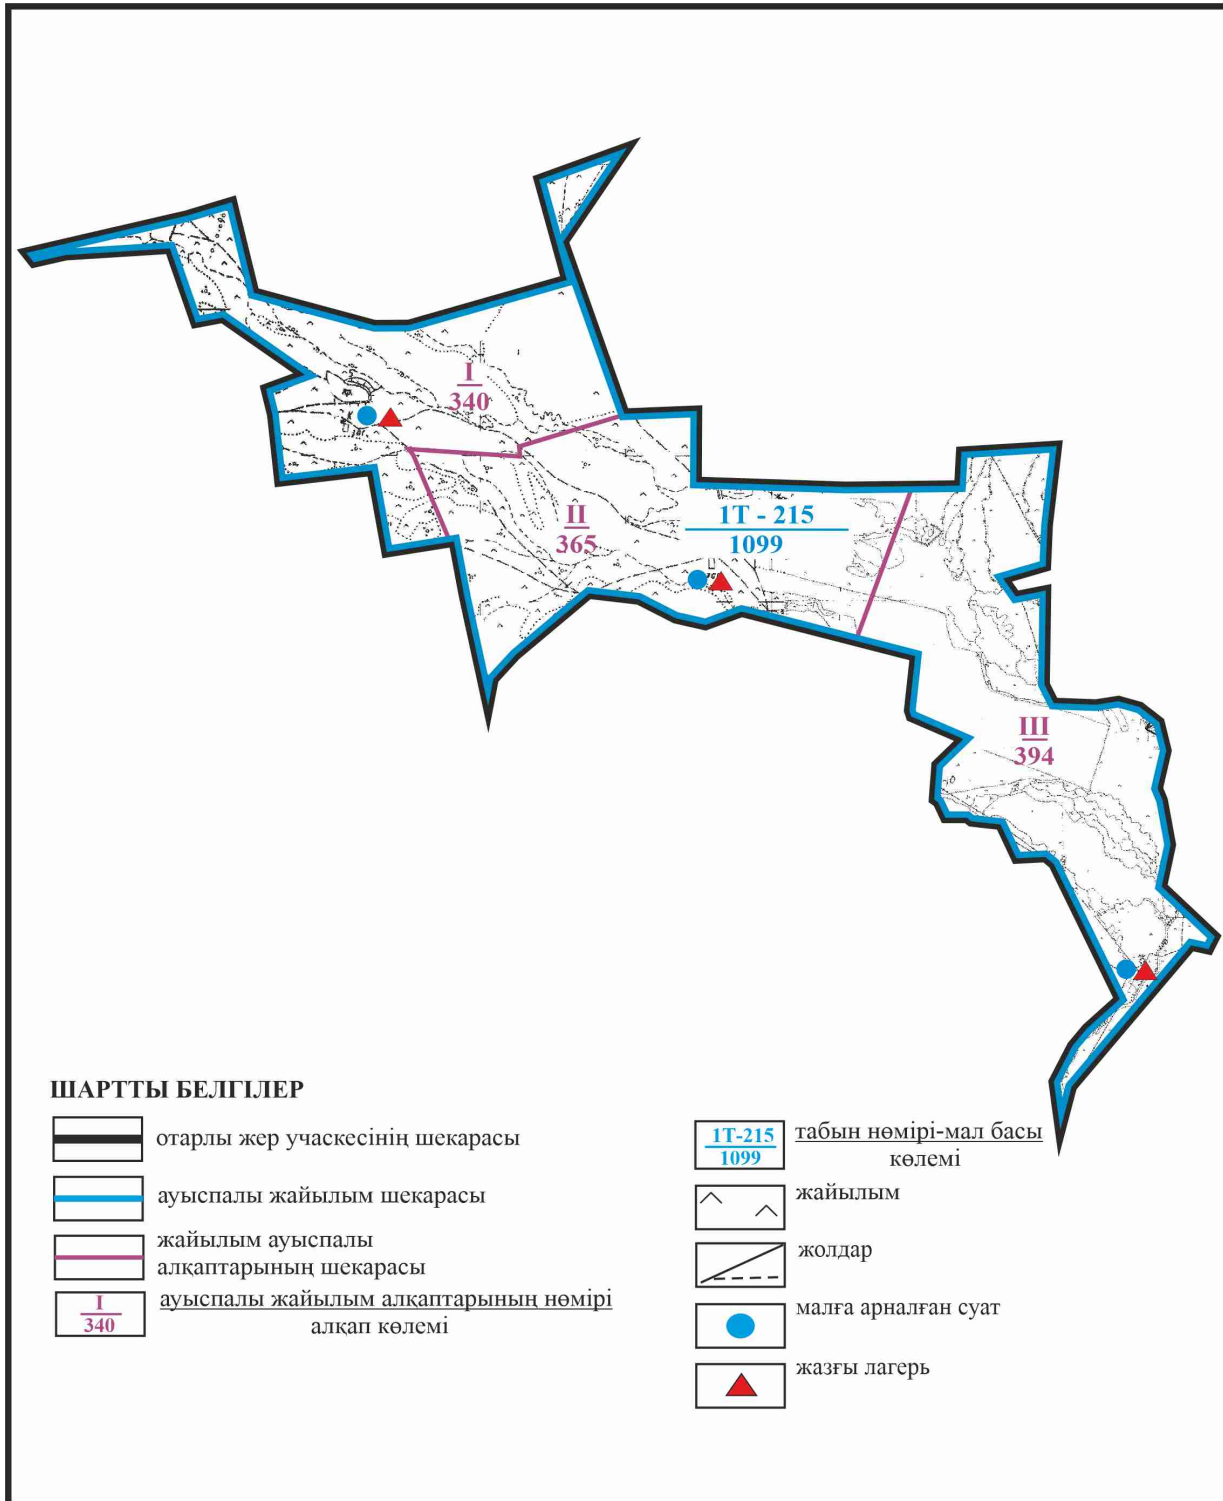 I
340
II
365
1Т - 215
1099
III
394
ШАРТТЫ БЕЛГІЛЕР
отарлы жер учаскесінің шекарасы
ауыспалы жайылым шекарасы
жайылым ауыспалы
алқаптарының шекарасы
I
340
ауыспалы жайылым алқаптарының нөмірі
алқап көлемі
1Т-215
1099
табын нөмірі-мал басы
көлемі
жайылым
жолдар
малға арналған суат
жазғы лагерь